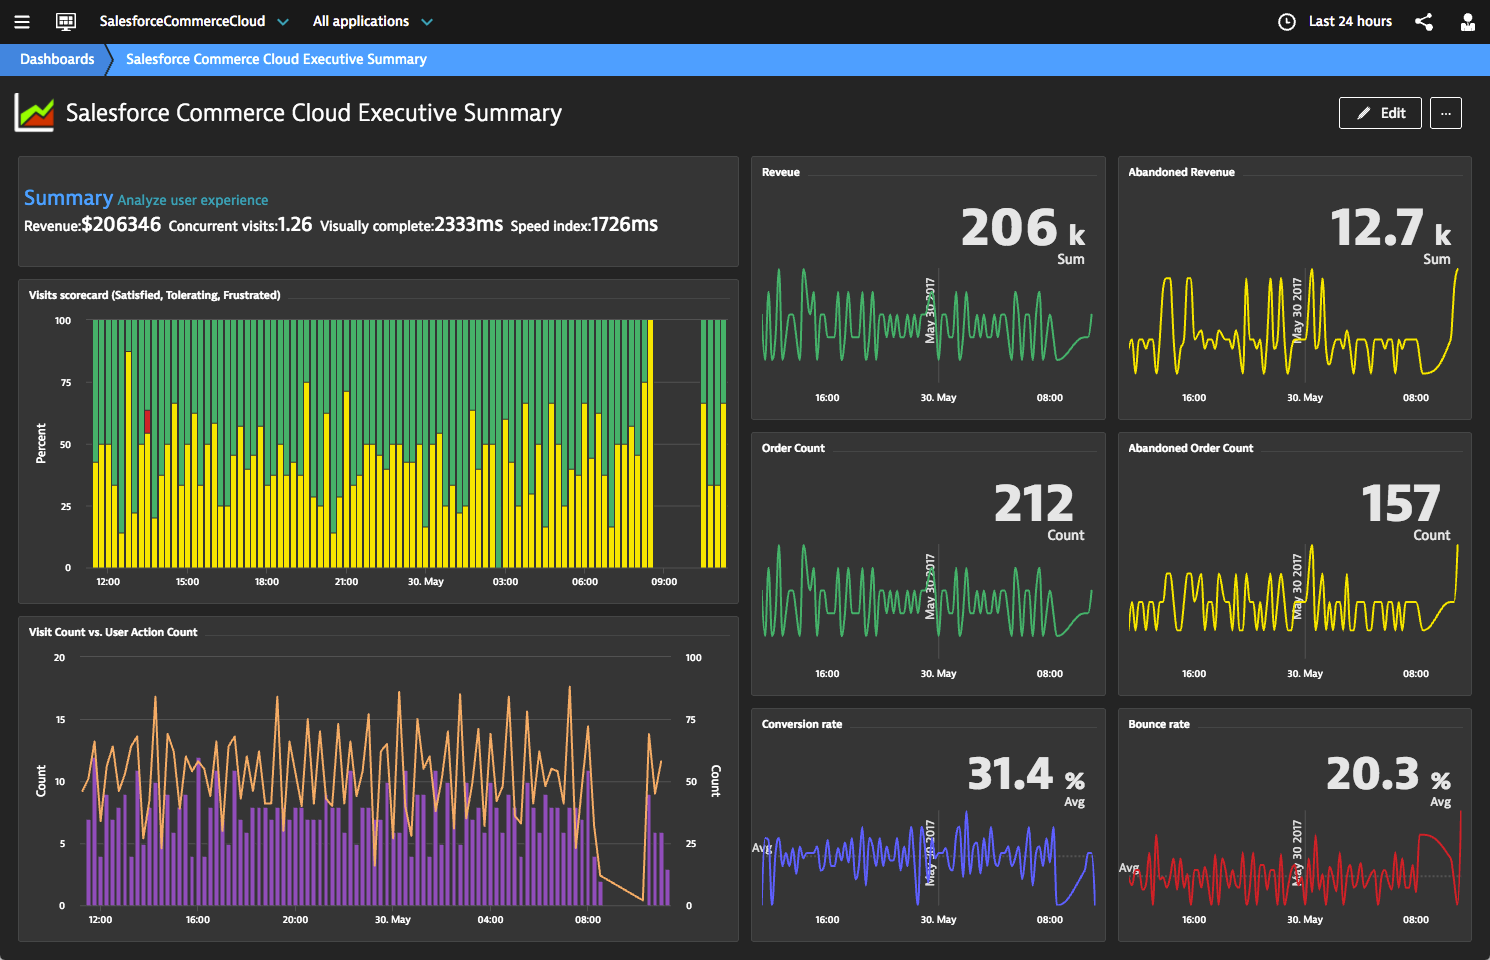 SalesforceCommerceCloud All applications Last 24 hours
Dashboards Salesforce Commerce Cloud Executive Summary
Salesforce Commerce Cloud Executive Summary
Edit ...
Summary Analyze user experience
Revenue:$206346 Concurrent visits:1.26 Visually complete:2333ms Speed index:1726ms
Visits scorecard (Satisfied, Tolerating, Frustrated)
100
75
50
25
0
Percent
12:00 15:00 18:00 21:00 30. May 03:00 06:00 09:00
Visit Count vs. User Action Count
20 100
15 75
10 50
5 25
0 0
Count
Count
12:00 16:00 20:00 30. May 04:00 08:00
Reveue
206 k
Sum
May 30 2017
16:00 30. May 08:00
Abandoned Revenue
12.7 k
Sum
May 30 2017
16:00 30. May 08:00
Order Count
212
Count
May 30 2017
16:00 30. May 08:00
Abandoned Order Count
157
Count
May 30 2017
16:00 30. May 08:00
Conversion rate
31.4 %
Avg
Avg
May 30 2017
16:00 30. May 08:00
Bounce rate
20.3 %
Avg
Avg
May 30 2017
16:00 30. May 08:00